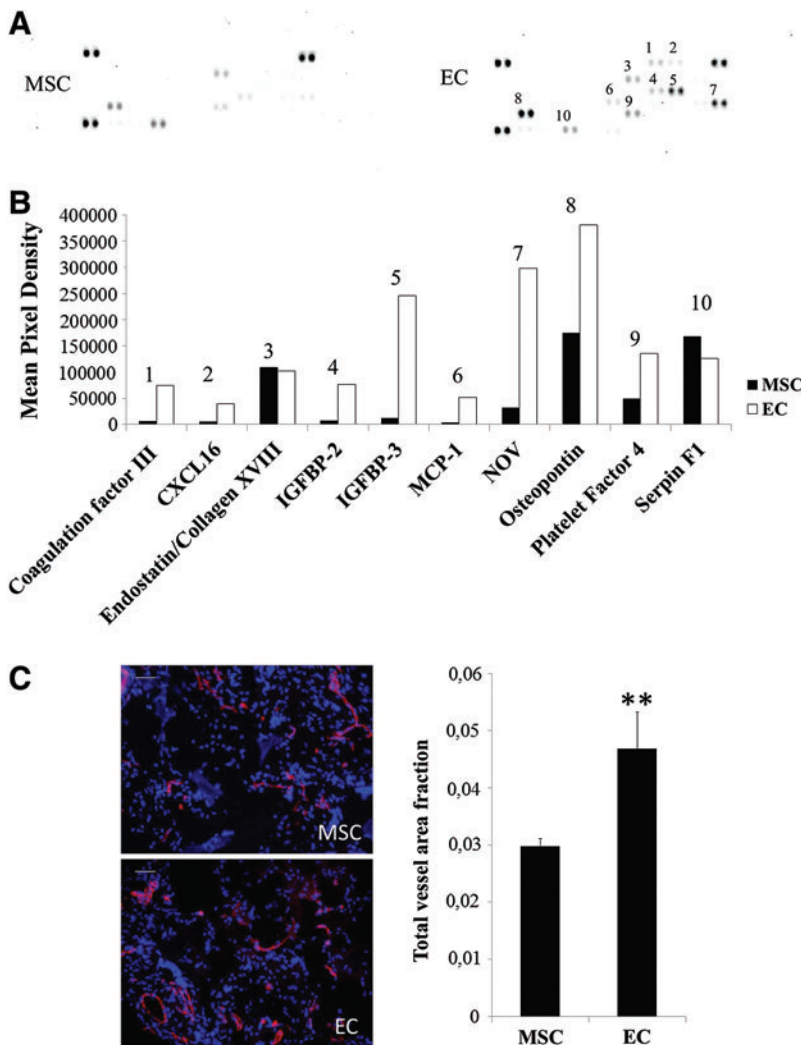 A
MSC
EC
1 2
3
4 5
6 7
8 9
10
B
Mean Pixel Density
400000
350000
300000
250000
200000
150000
100000
50000
0
1
2
3
4
5
6
7
8
9
10
MSC
EC
Coagulation factor III
CXCL16
Endostatin/Collagen XVIII
IGFBP-2
IGFBP-3
MCP-1
NOV
Osteopontin
Platelet Factor 4
Serpin F1
C
MSC
EC
Total vessel area fraction
0,06
0,05
0,04
0,03
0,02
0,01
0
**
MSC
EC